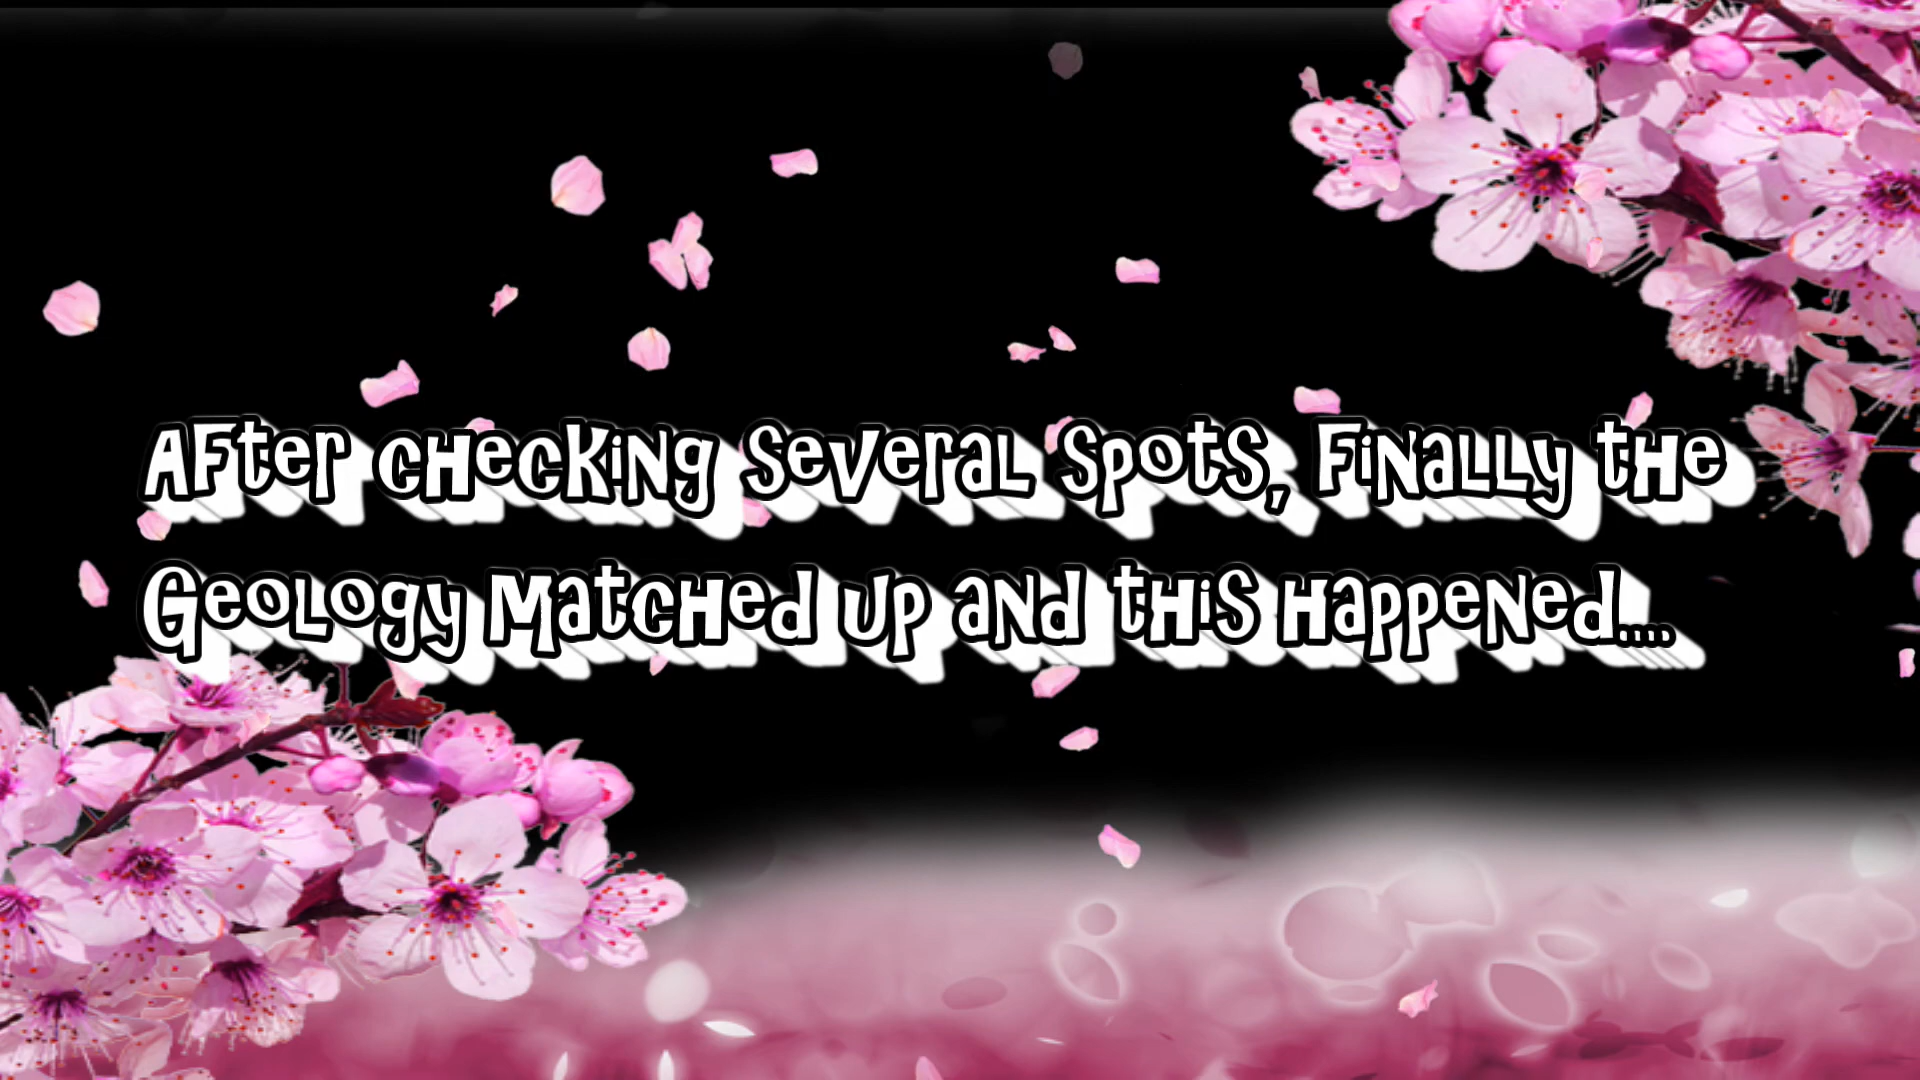 After checking several spots, finally the
Geology matched up and this happened....